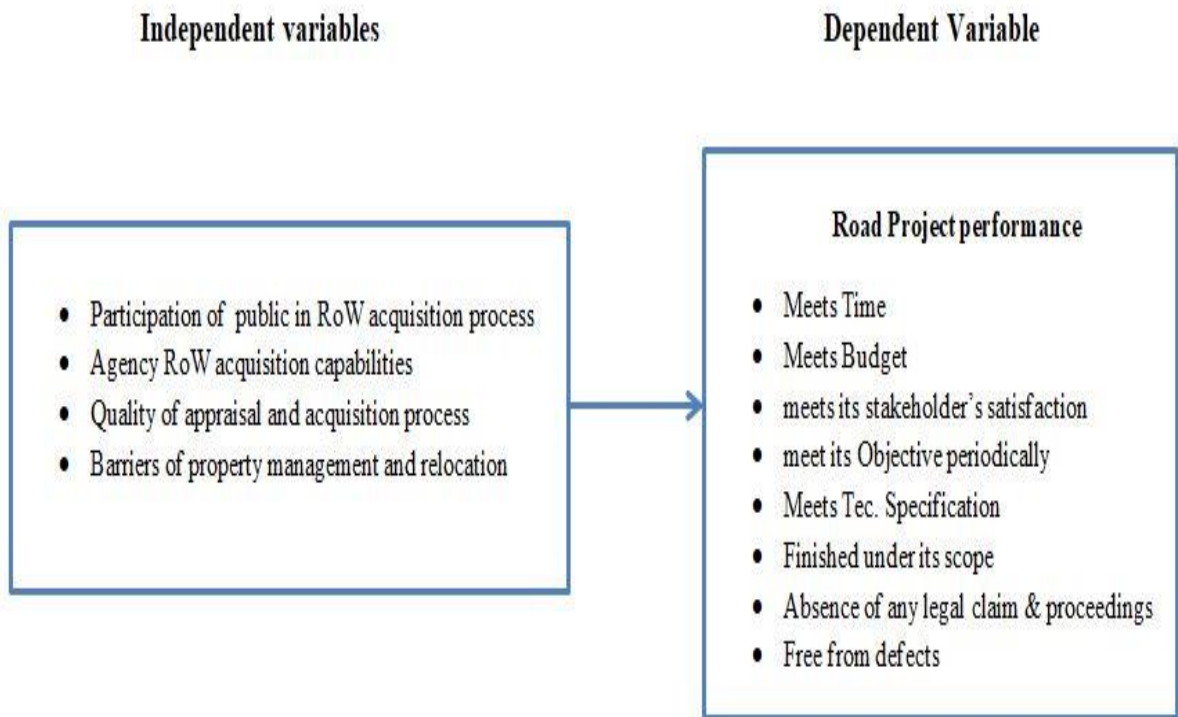 Independent variables
Dependent Variable
• Participation of public in RoW acquisition process
• Agency RoW acquisition capabilities
• Quality of appraisal and acquisition process
• Barriers of property management and relocation
Road Project performance
• Meets Time
• Meets Budget
• meets its stakeholder's satisfaction
• meet its Objective periodically
• Meets Tec. Specification
• Finished under its scope
• Absence of any legal claim & proceedings
• Free from defects